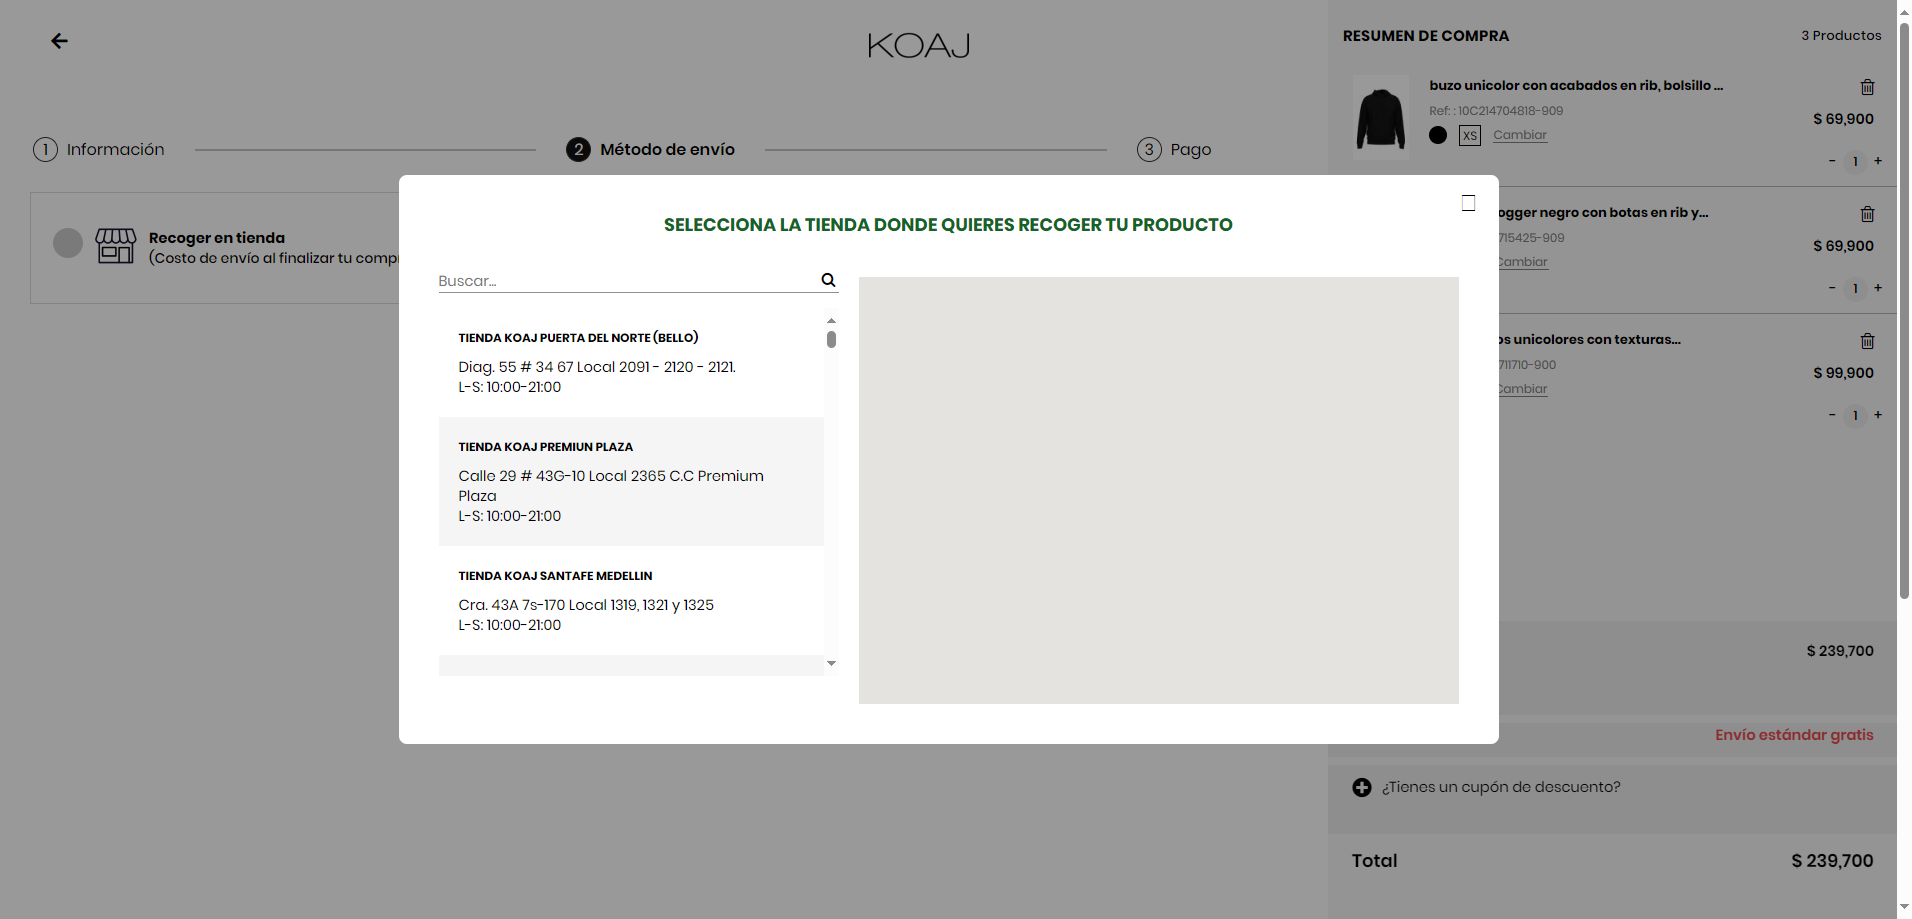 KOAJ
1 Información
2 Método de envío
3 Pago
Recoger en tienda
(Costo de envío al finalizar tu comp
SELECCIONA LA TIENDA DONDE QUIERES RECOGER TU PRODUCTO
Buscar...
TIENDA KOAJ PUERTA DEL NORTE (BELLO)
Diag. 55 # 34 67 Local 2091 - 2120 - 2121.
L-S: 10:00-21:00
TIENDA KOAJ PREMIUN PLAZA
Calle 29 # 43G-10 Local 2365 C.C Premium
Plaza
L-S: 10:00-21:00
TIENDA KOAJ SANTAFE MEDELLIN
Cra. 43A 7s-170 Local 1319, 1321 y 1325
L-S: 10:00-21:00
RESUMEN DE COMPRA
3 Productos
buzo unicolor con acabados en rib, bolsillo ...
Ref. : 10C214704818-909
$ 69,900
XS Cambiar
- 1 +
ogger negro con botas en rib y...
715425-909
$ 69,900
Cambiar
- 1 +
os unicolores con texturas...
711710-900
$ 99,900
Cambiar
- 1 +
$ 239,700
Envío estándar gratis
¿Tienes un cupón de descuento?
Total $ 239,700